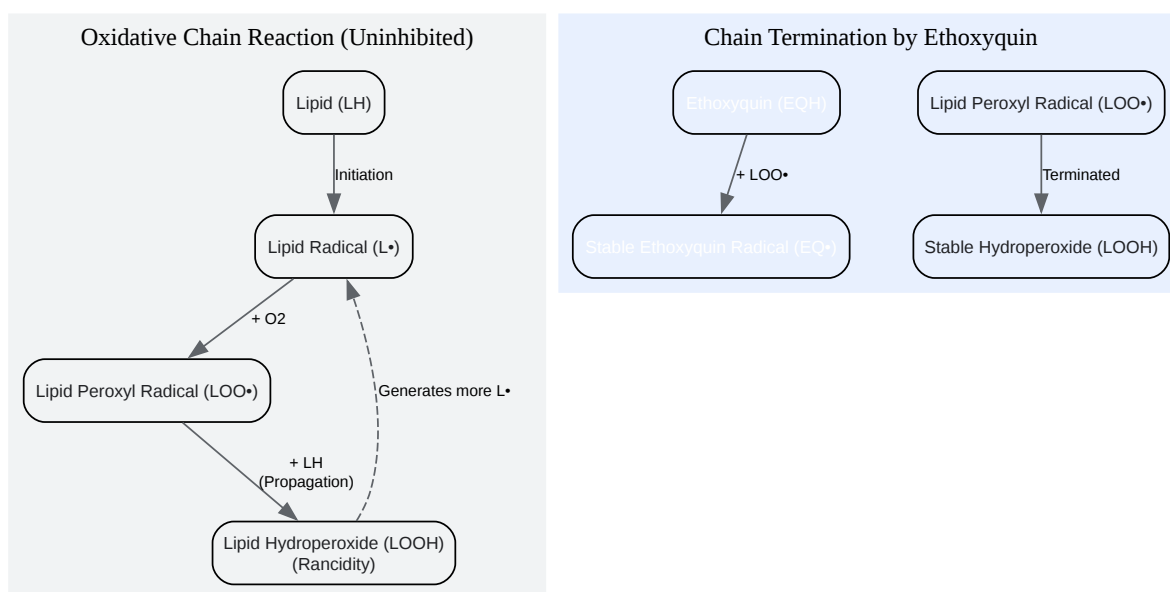 Oxidative Chain Reaction (Uninhibited)
Lipid (LH)
Initiation
Lipid Radical (L•)
+ O2
Lipid Peroxyl Radical (LOO•)
Generates more L•
+ LH
(Propagation)
Lipid Hydroperoxide (LOOH)
(Rancidity)
Chain Termination by Ethoxyquin
Ethoxyquin (EQH)
+ LOO•
Stable Ethoxyquin Radical (EQ•)
Lipid Peroxyl Radical (LOO•)
Terminated
Stable Hydroperoxide (LOOH)